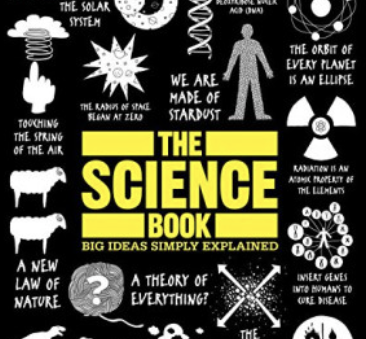 THE SOLAR
SYSTEM
ACID (DNA)
THE ORBIT OF
EVERY PLANET
IS AN ELLIPSE
THE RADIUS OF SPACE
BEGAN AT ZERO
WE ARE
MADE OF
STARDUST
TOUCHING
THE SPRING
OF THE AIR
THE
SCIENCE
BOOK
BIG IDEAS SIMPLY EXPLAINED
RADIATION IS AN
ATOMIC PROPERTY OF
THE ELEMENTS
A NEW
LAW OF
NATURE
?
A THEORY OF
EVERYTHING?
INSERT GENES
INTO HUMANS TO
CURE DISEASE
THE